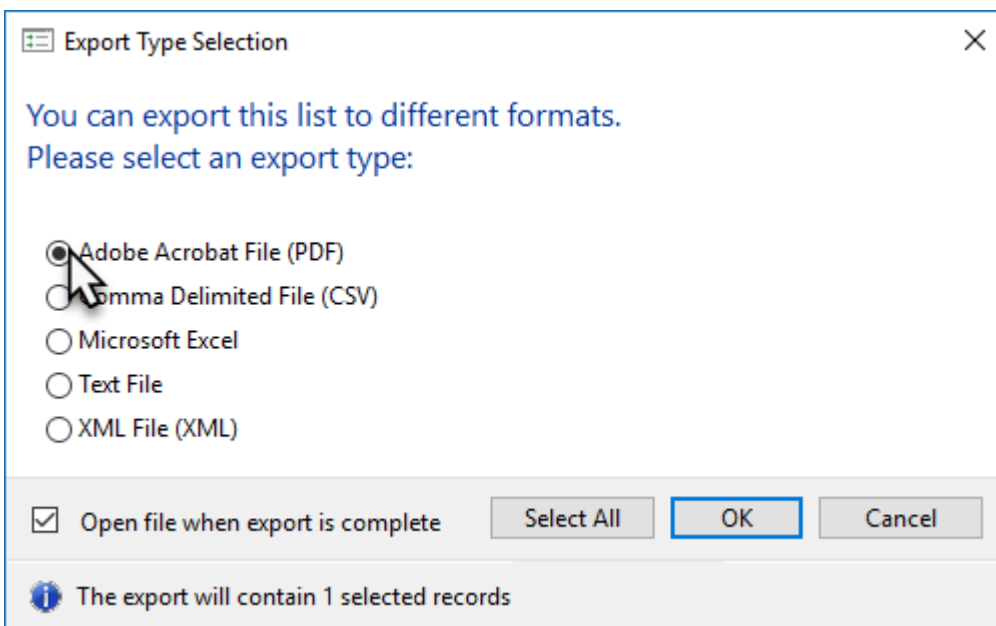 Export Type Selection
You can export this list to different formats.
Please select an export type:
Adobe Acrobat File (PDF)
Comma Delimited File (CSV)
Microsoft Excel
Text File
XML File (XML)
Open file when export is complete
Select All
OK
Cancel
The export will contain 1 selected records